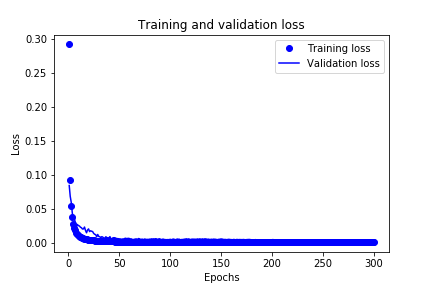 Training and validation loss
Training loss
Validation loss
Loss
0.30
0.25
0.20
0.15
0.10
0.05
0.00
0 50 100 150 200 250 300
Epochs